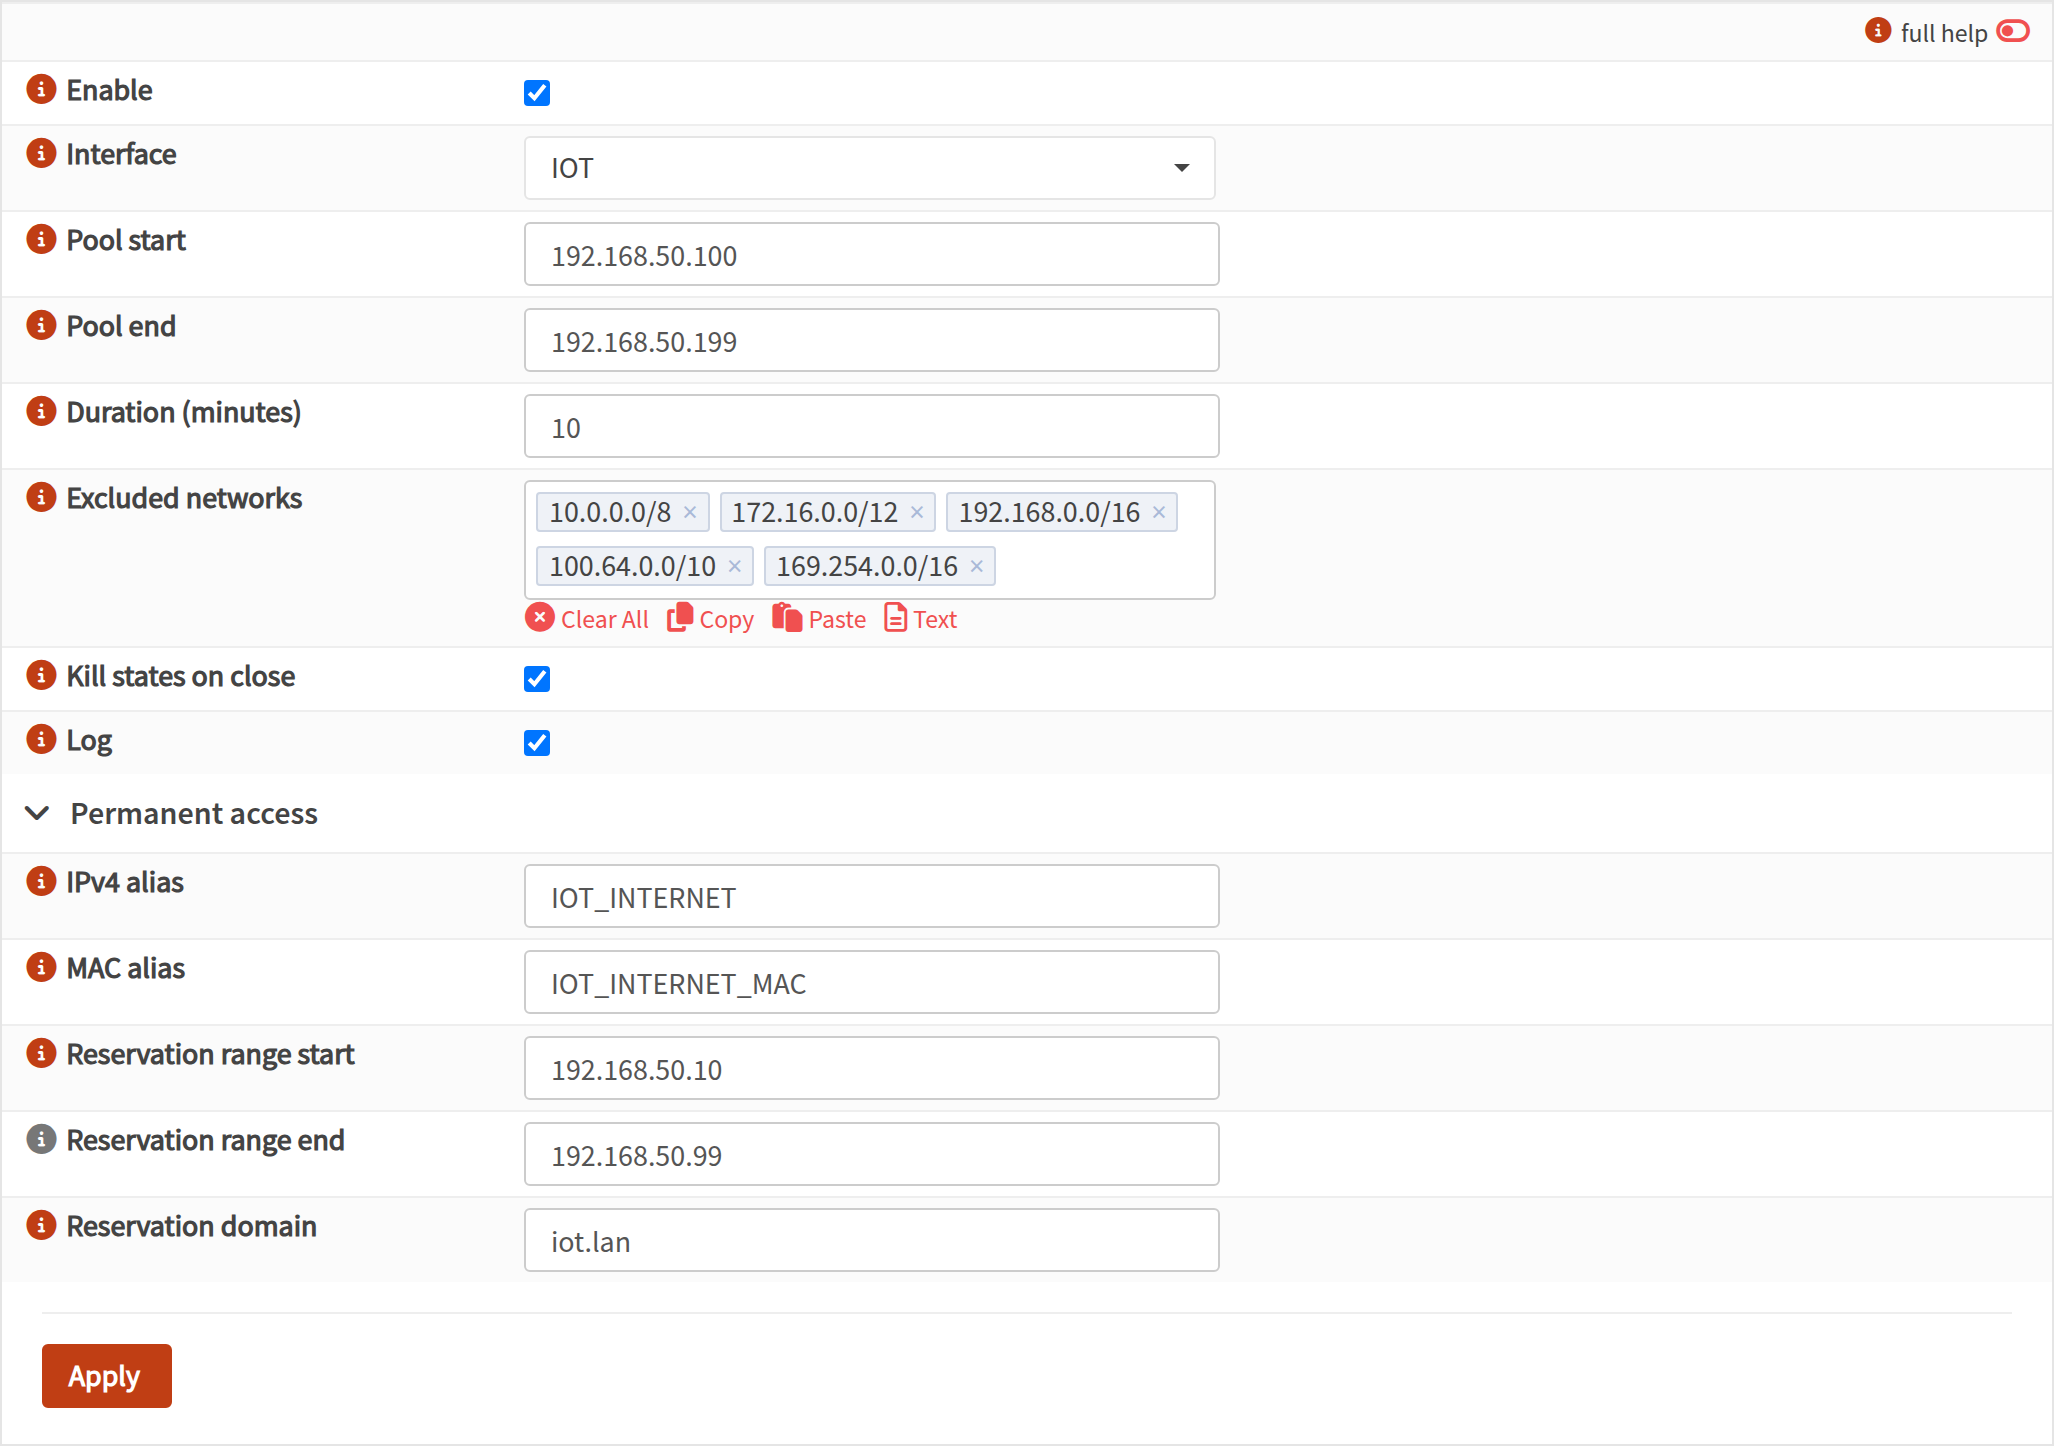 full help
Enable
Interface
IOT
Pool start
192.168.50.100
Pool end
192.168.50.199
Duration (minutes)
10
Excluded networks
10.0.0.0/8 × 172.16.0.0/12 × 192.168.0.0/16 ×
100.64.0.0/10 × 169.254.0.0/16 ×
Clear All Copy Paste Text
Kill states on close
Log
Permanent access
IPv4 alias
IOT_INTERNET
MAC alias
IOT_INTERNET_MAC
Reservation range start
192.168.50.10
Reservation range end
192.168.50.99
Reservation domain
iot.lan
Apply